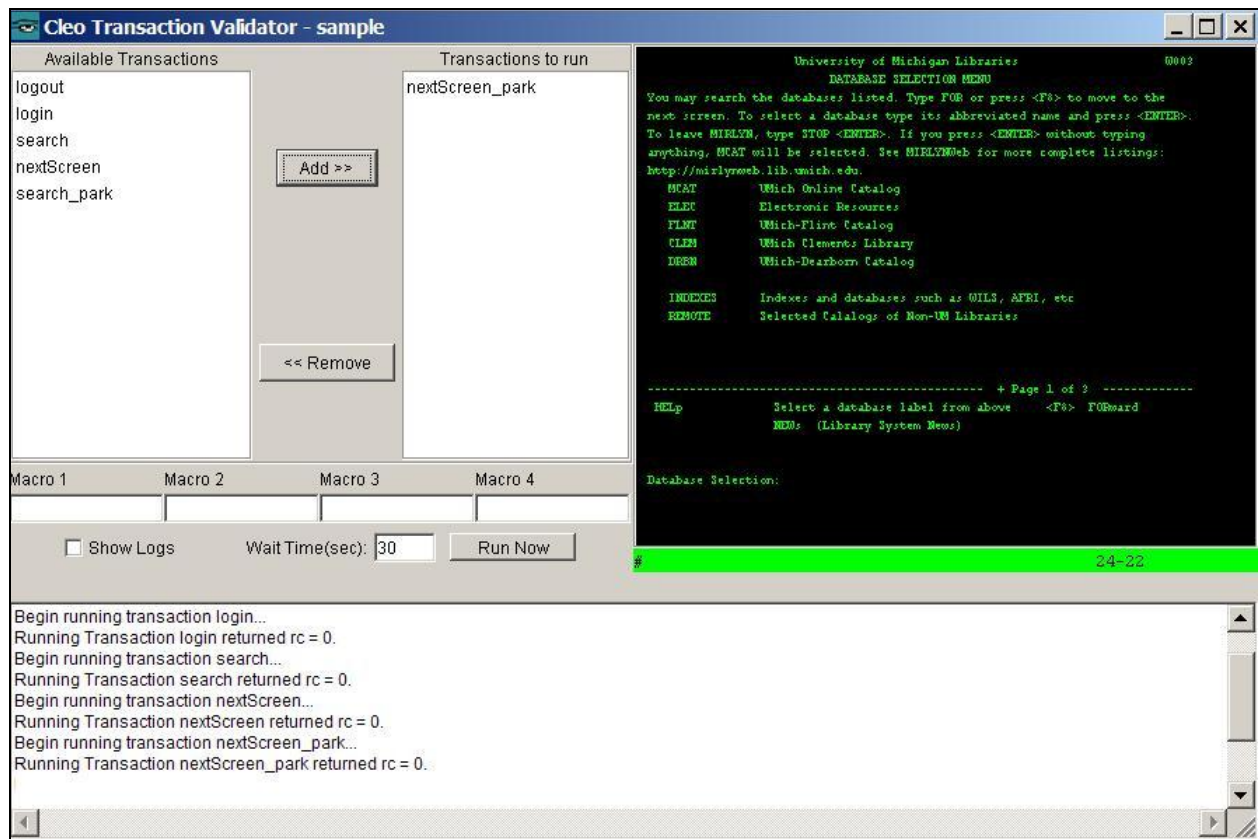 Cleo Transaction Validator - sample
Available Transactions
logout
login
search
nextScreen
search_park
Add >>
<< Remove
Transactions to run
nextScreen_park
University of Michigan Libraries W003
DATABASE SELECTION MENU
You may search the databases listed. Type FOR or press <F8> to move to the
next screen. To select a database type its abbreviated name and press <ENTER>.
To leave MIRLYN, type STOP <ENTER>. If you press <ENTER> without typing
anything, MCAT will be selected. See MIRLYNWeb for more complete listings:
http://mirlynweb.lib.umich.edu.
MCAT UMich Online Catalog
ELEC Electronic Resources
FLNT UMich-Flint Catalog
CLEM UMich Clements Library
DRBN UMich-Dearborn Catalog
INDEXES Indexes and databases such as WILS, AFRI, etc
REMOTE Selected Calalogs of Non-UM Libraries
+ Page 1 of 3
HELp Select a database label from above <F8> FORward
NEWs (Library System News)
Database Selection:
# 24-22
Macro 1 Macro 2 Macro 3 Macro 4
Show Logs Wait Time(sec): 30 Run Now
Begin running transaction login...
Running Transaction login returned rc = 0.
Begin running transaction search...
Running Transaction search returned rc = 0.
Begin running transaction nextScreen...
Running Transaction nextScreen returned rc = 0.
Begin running transaction nextScreen_park...
Running Transaction nextScreen_park returned rc = 0.